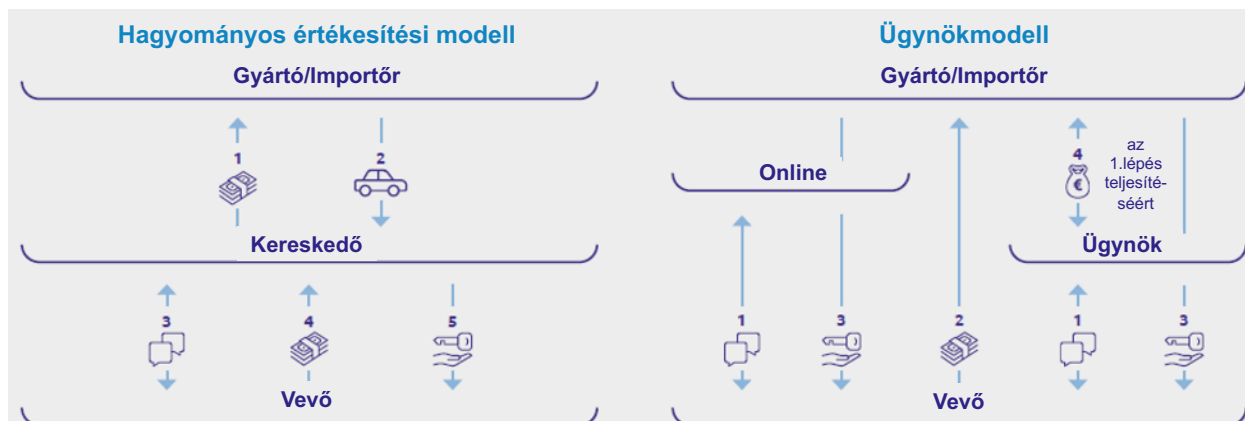 Hagyományos értékesítési modell
Gyártó/Importőr
1
2
Kereskedő
3
4
5
Vevő
Ügynökmodell
Gyártó/Importőr
4
€
az
1.lépés
teljesíté-
séért
Online
Ügynök
1
3
2
1
3
Vevő